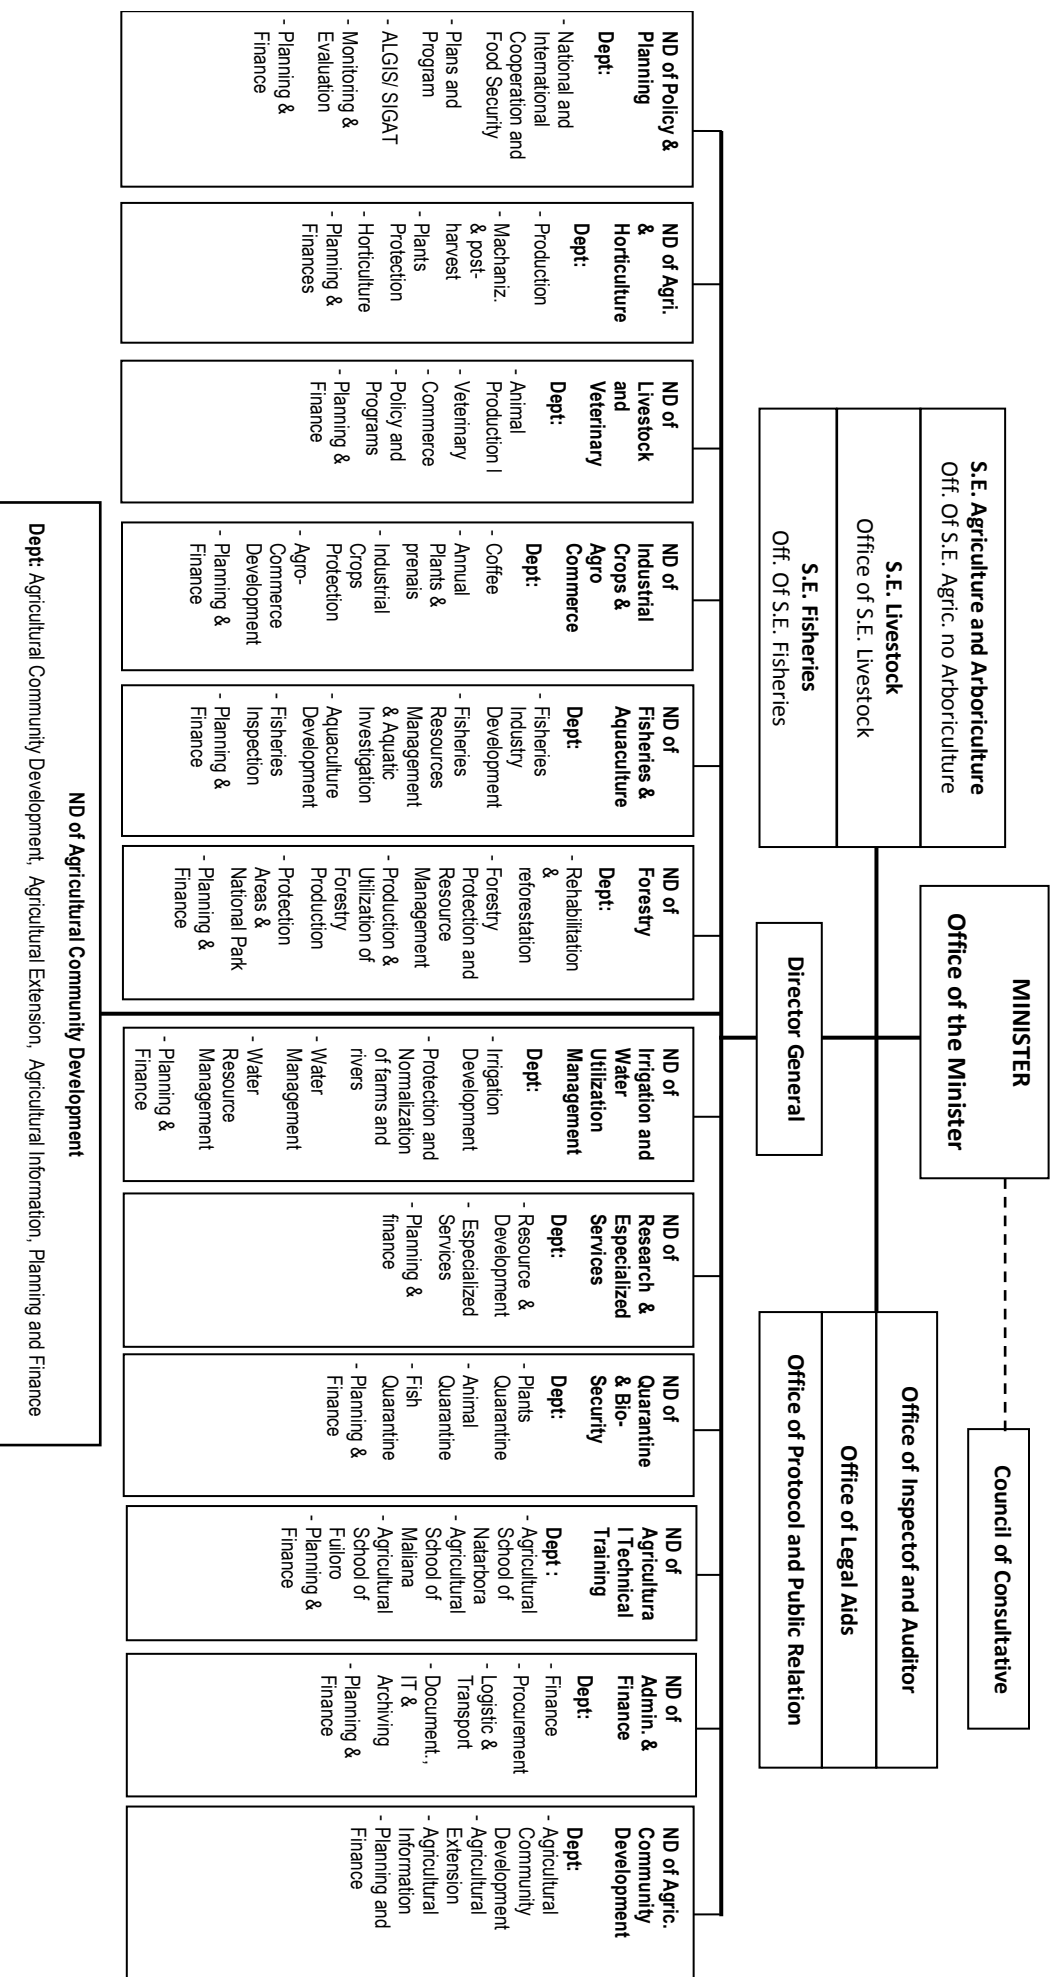 MINISTER
Office of the Minister
Council of Consultative
S.E. Agriculture and Arboriculture
Off. Of S.E. Agric. no Arboriculture
S.E. Livestock
Office of S.E. Livestock
S.E. Fisheries
Off. Of S.E. Fisheries
Office of Inspectof and Auditor
Office of Legal Aids
Office of Protocol and Public Relation
Director General
ND of Policy &
Planning
Dept:
- National and
International
Cooperation and
Food Security
- Plans and
Program
- ALGIS/ SIGAT
- Monitoring &
Evaluation
- Planning &
Finance
ND of Agri.
&
Horticulture
Dept:
- Production
- Machaniz.
& post-
harvest
- Plants
Protection
- Horticulture
- Planning &
Finances
ND of
Livestock
and
Veterinary
Dept:
- Animal
Production l
- Veterinary
- Commerce
- Policy and
Programs
- Planning &
Finance
ND of
Industrial
Crops &
Agro
Commerce
Dept:
- Coffee
- Annual
Plants &
prenais
- Industrial
Crops
Protection
- Agro-
Commerce
Development
- Planning &
Finance
ND of
Fisheries &
Aquaculture
Dept:
- Fisheries
Industry
Development
- Fisheries
Resources
Management
& Aquatic
Investigation
- Aquaculture
Development
- Fisheries
Inspection
- Planning &
Finance
ND of
Forestry
Dept:
- Rehabilitation
&
reforestation
- Forestry
Protection and
Resource
Management
- Production &
Utilization of
Forestry
Production
- Protection
Areas &
National Park
- Planning &
Finance
ND of
Irrigation and
Water
Utilization
Management
Dept:
- Irrigation
Development
- Protection and
Normalization
of farms and
rivers
- Water
Management
- Water
Resource
Management
- Planning &
Finance
ND of
Research &
Especialized
Services
Dept:
- Resource &
Development
- Especialized
Services
- Planning &
finance
ND of
Quarantine
& Bio-
Security
Dept:
- Plants
Quarantine
- Animal
Quarantine
- Fish
Quarantine
- Planning &
Finance
ND of
Agricultura
l Technical
Training
Dept :
- Agricultural
School of
Natarbora
- Agricultural
School of
Maliana
- Agricultural
School of
Fuiloro
- Planning &
Finance
ND of
Admin. &
Finance
Dept:
- Finance
- Procurement
- Logistic &
Transport
- Document.,
IT &
Archiving
- Planning &
Finance
ND of Agric.
Community
Development
Dept:
- Agricultural
Community
Development
- Agricultural
Extension
- Agricultural
Information
- Planning and
Finance
ND of Agricultural Community Development
Dept: Agricultural Community Development, Agricultural Extension, Agricultural Information, Planning and Finance